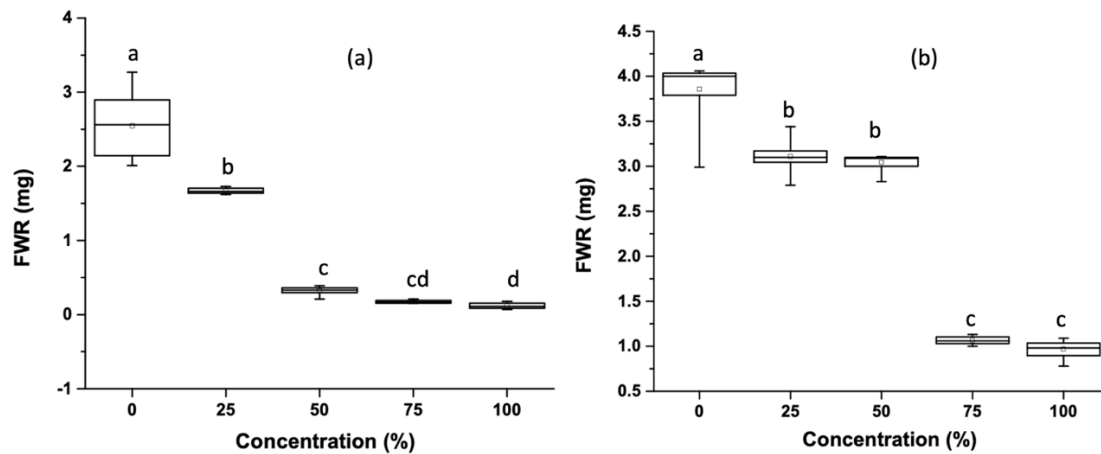 (a)
FWR (mg)
4
3
2
1
0
-1
a
b
c
cd
d
0 25 50 75 100
Concentration (%)
(b)
FWR (mg)
4.5
4.0
3.5
3.0
2.5
2.0
1.5
1.0
0.5
a
b
b
c
c
0 25 50 75 100
Concentration (%)